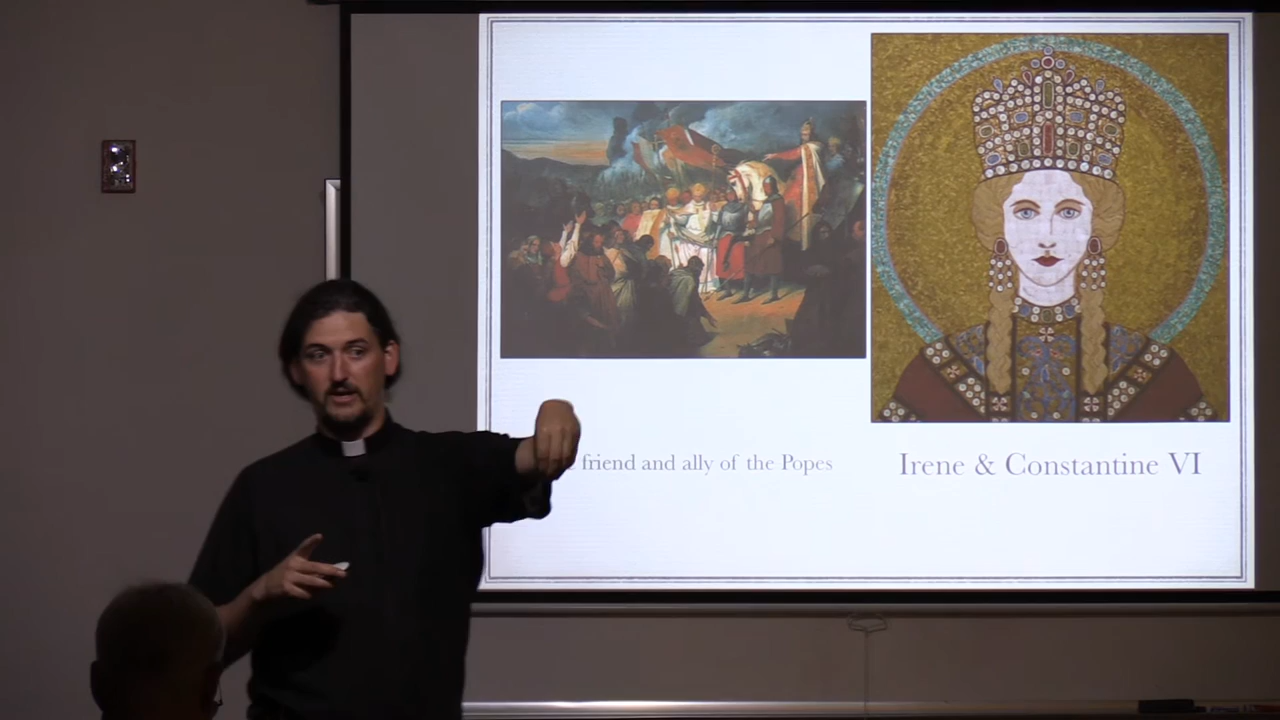 friend and ally of the Popes
Irene & Constantine VI